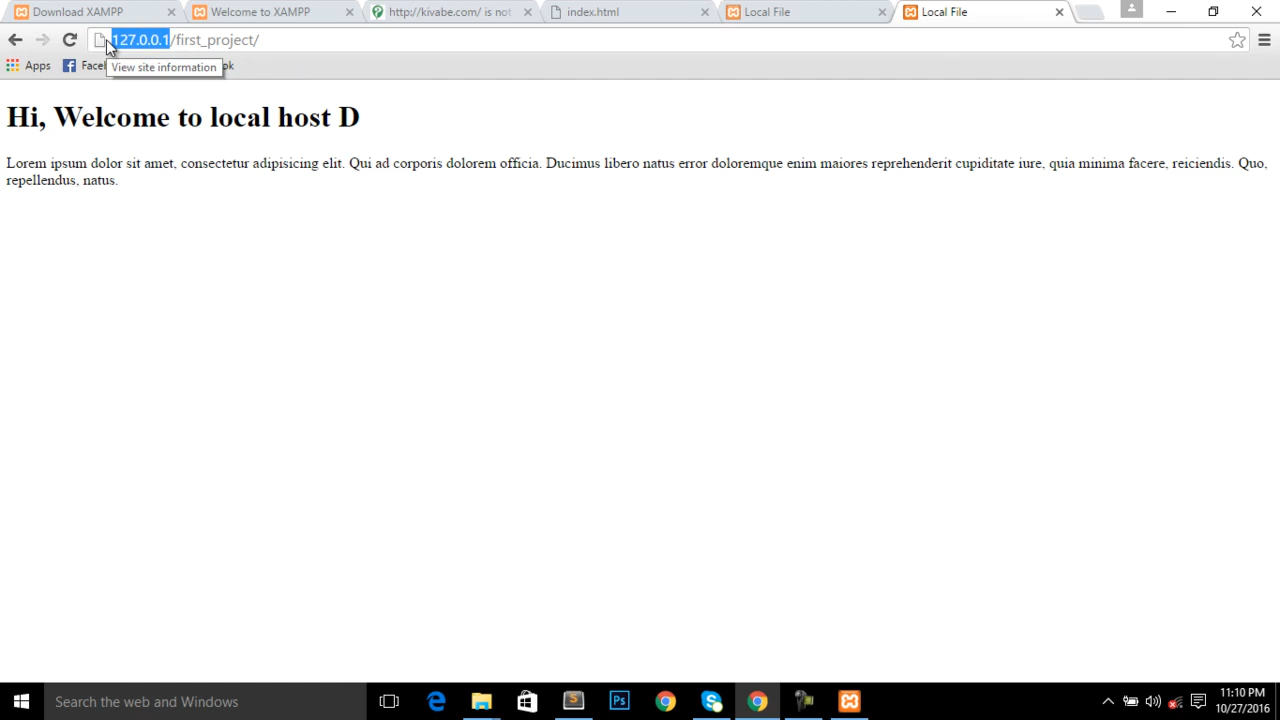 Download XAMPP
Welcome to XAMPP
http://kivabe.com/ is not
index.html
Local File
Local File
127.0.0.1/first_project/
Apps
Facel
View site information
pk
Hi, Welcome to local host D
Lorem ipsum dolor sit amet, consectetur adipisicing elit. Qui ad corporis dolorem officia. Ducimus libero natus error doloremque enim maiores reprehenderit cupiditate iure, quia minima facere, reiciendis. Quo,
repellendus, natus.
Search the web and Windows
Ps
11:10 PM
10/27/2016